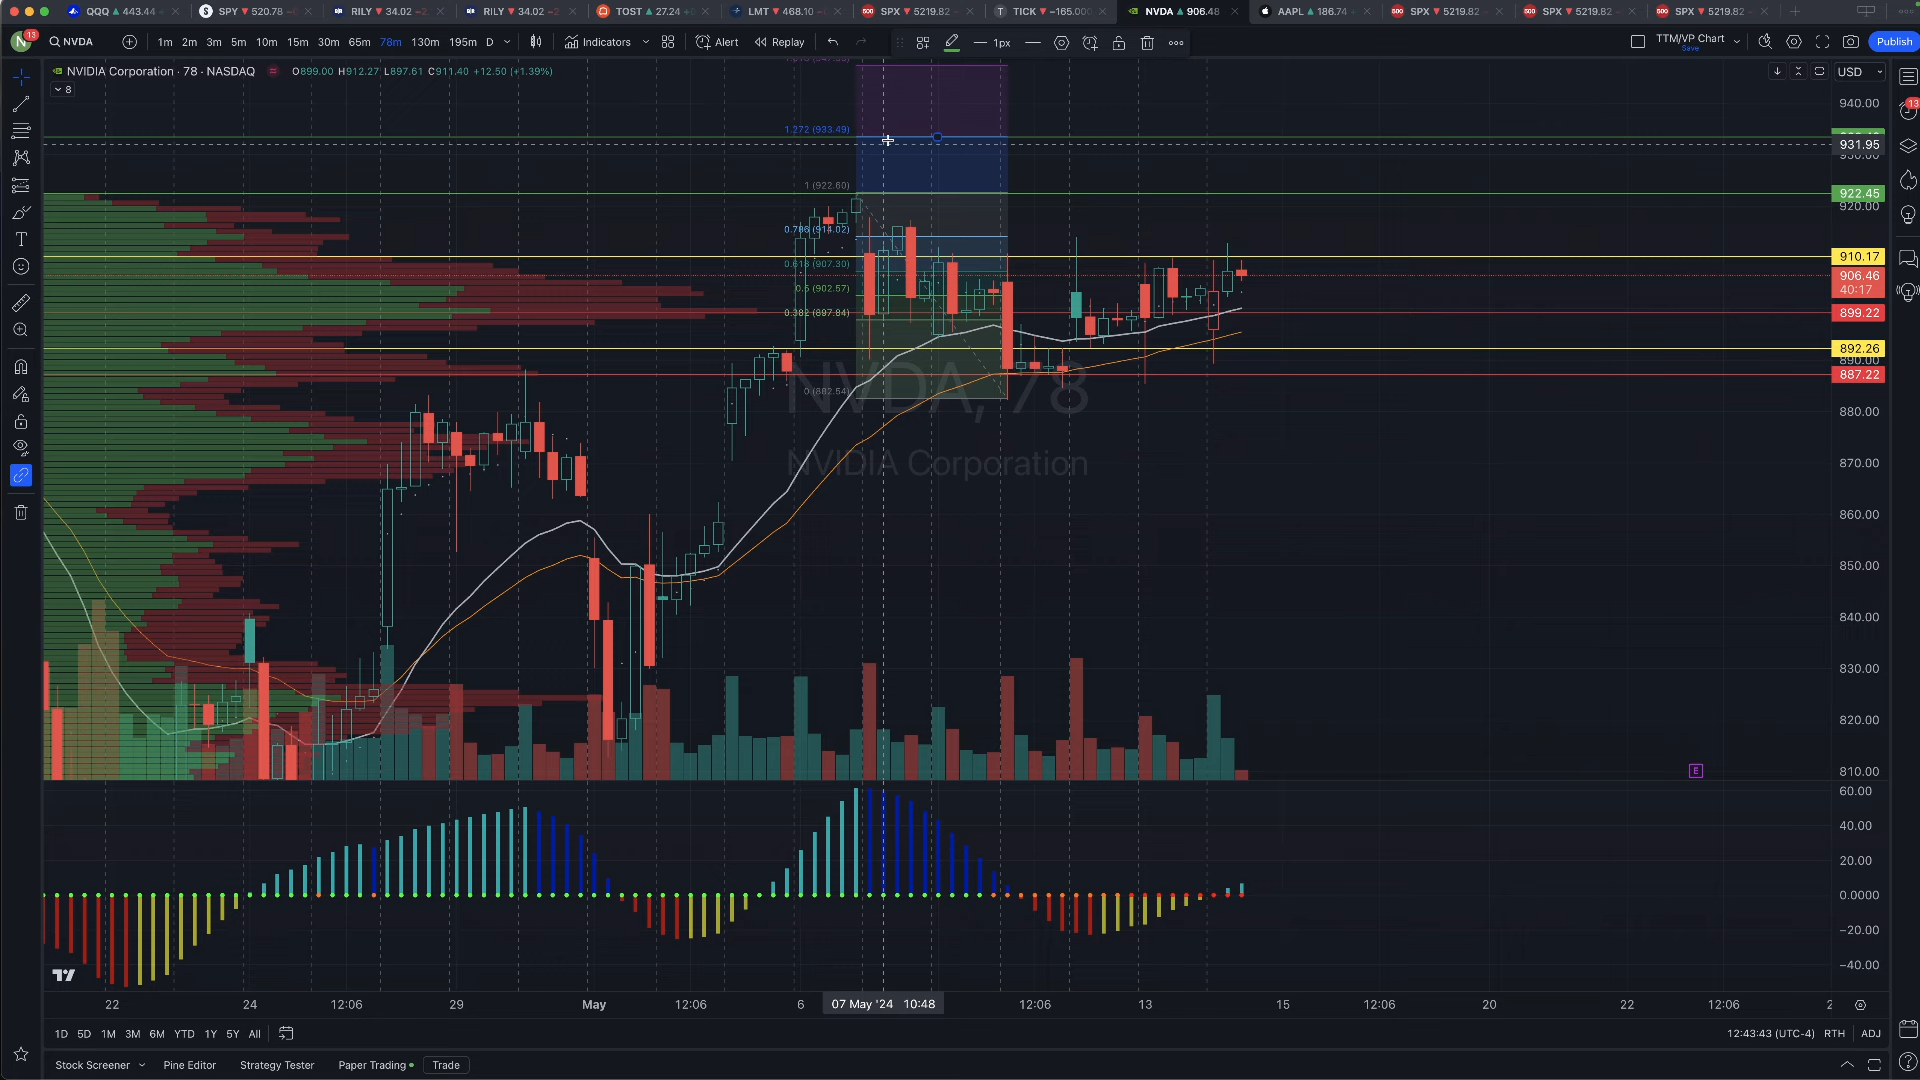 QQQ ▲ 443.44
SPY ▼ 520.78
RILY ▼ 34.02
RILY ▼ 34.02
TOST ▲ 27.24
LMT ▼ 468.10
SPX ▼ 5219.82
TICK ▼ −165.000
NVDA ▲ 906.48
AAPL ▲ 186.74
SPX ▼ 5219.82
SPX ▼ 5219.82
SPX ▼ 5219.82
N 13 NVDA 1m 2m 3m 5m 10m 15m 30m 65m 78m 130m 195m D Indicators Alert Replay 1px TTM/VP Chart Save Publish
NVIDIA Corporation · 78 · NASDAQ O899.00 H912.27 L897.61 C911.40 +12.50 (+1.39%)
USD
8
940.00
13
1.272 (933.49)
931.95
1 (922.60)
922.45
920.00
0.786 (914.02)
910.17
0.618 (907.30)
906.46
40:17
0.5 (902.57)
0.382 (897.84)
899.22
892.26
890.00
887.22
0 (882.54)
NVDA, 78
NVIDIA Corporation
880.00
870.00
860.00
850.00
840.00
830.00
820.00
810.00
E
60.00
40.00
20.00
0.0000
−20.00
−40.00
22 24 12:06 29 May 12:06 6 07 May '24 10:48 12:06 13 15 12:06 20 22 12:06 2
1D 5D 1M 3M 6M YTD 1Y 5Y All
12:43:43 (UTC-4) RTH ADJ
Stock Screener Pine Editor Strategy Tester Paper Trading Trade